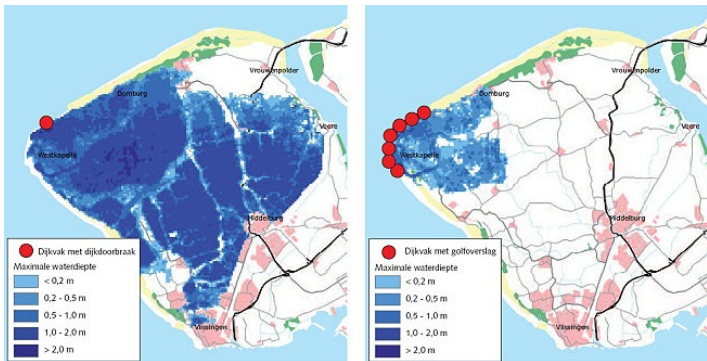 Domburg
Vrouwenpolder
Veere
Westkapelle
Middelburg
Vlissingen
Dijkvak met dijkdoorbraak
Maximale waterdiepte
< 0,2 m
0,2 - 0,5 m
0,5 - 1,0 m
1,0 - 2,0 m
> 2,0 m
Domburg
Vrouwenpolder
Veere
Westkapelle
Middelburg
Vlissingen
Dijkvak met golfoverslag
Maximale waterdiepte
< 0,2 m
0,2 - 0,5 m
0,5 - 1,0 m
1,0 - 2,0 m
> 2,0 m